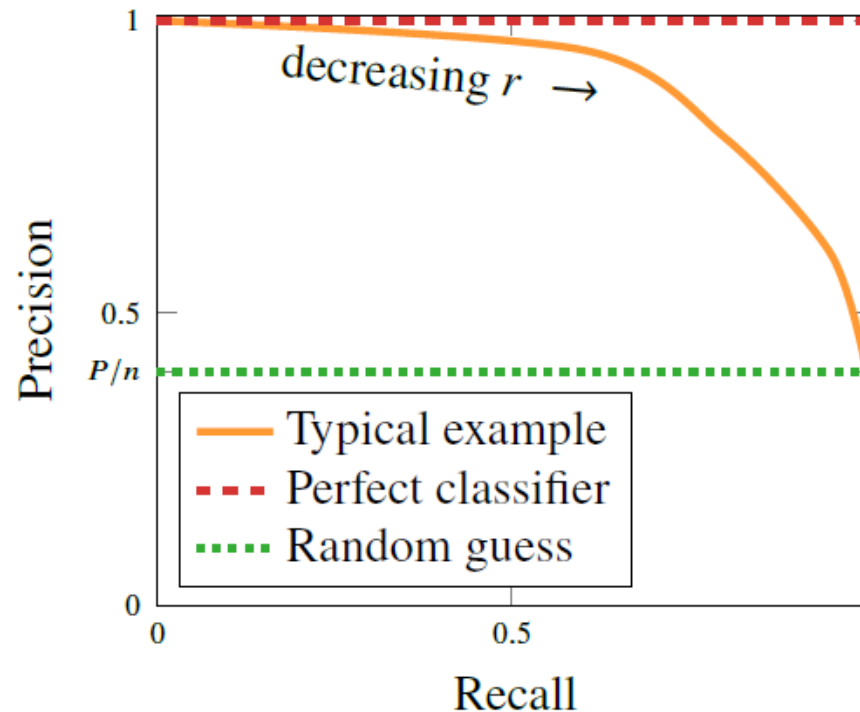 1
decreasing r →
Precision
0.5
P/n
Typical example
Perfect classifier
Random guess
0
0
0.5
Recall